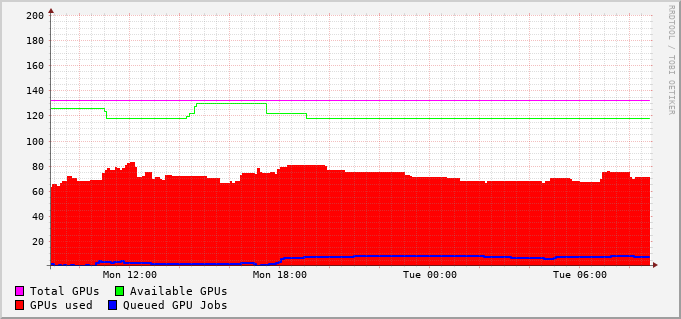 RRDTOOL / TOBI OETIKER
200
180
160
140
120
100
80
60
40
20
Mon 12:00 Mon 18:00 Tue 00:00 Tue 06:00
Total GPUs Available GPUs
GPUs used Queued GPU Jobs